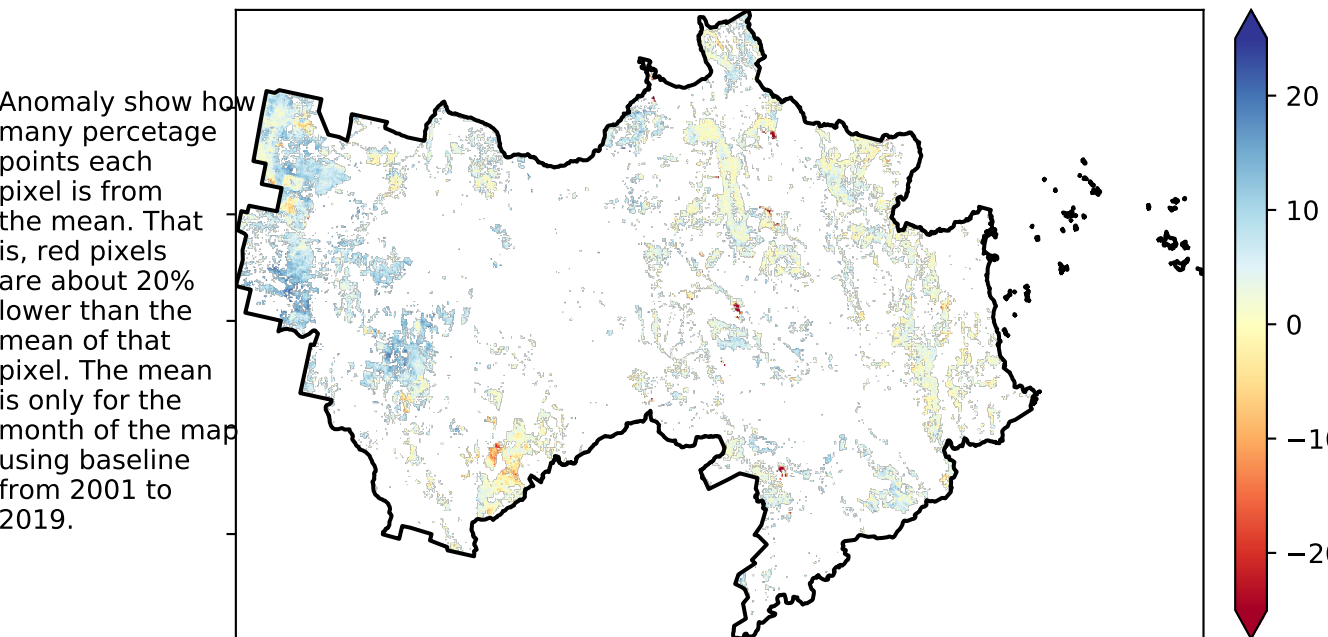 Anomaly show how
many percetage
points each
pixel is from
the mean. That
is, red pixels
are about 20%
lower than the
mean of that
pixel. The mean
is only for the
month of the map
using baseline
from 2001 to
2019.
20
10
0
−10
−20